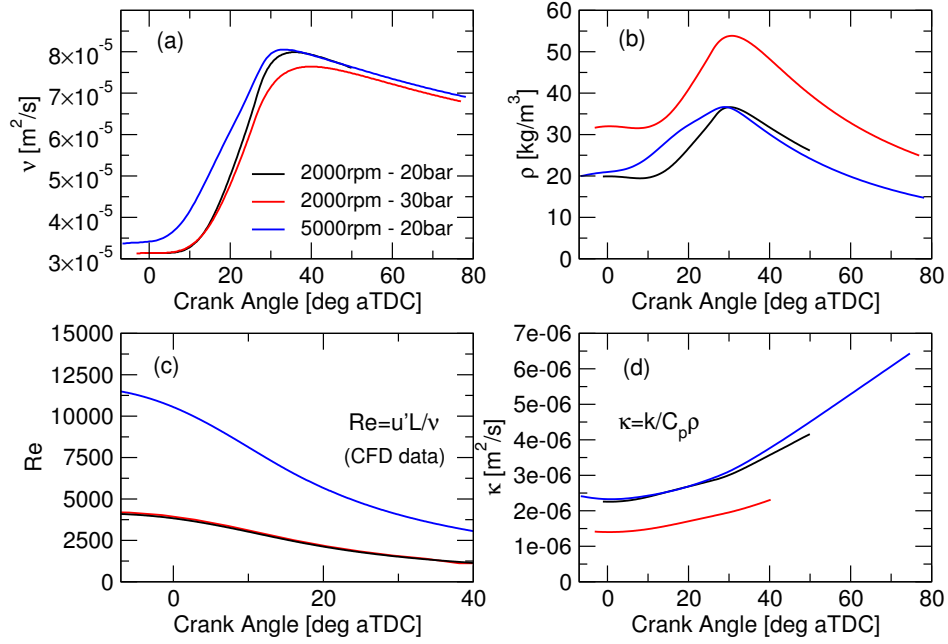 (a)
ν [m²/s]
8×10⁻⁵
7×10⁻⁵
6×10⁻⁵
5×10⁻⁵
4×10⁻⁵
3×10⁻⁵
2000rpm - 20bar
2000rpm - 30bar
5000rpm - 20bar
0 20 40 60 80
Crank Angle [deg aTDC]
(b)
ρ [kg/m³]
60
50
40
30
20
10
0
0 20 40 60 80
Crank Angle [deg aTDC]
(c)
Re
15000
12500
10000
7500
5000
2500
0
Re=u'L/ν
(CFD data)
0 20 40
Crank Angle [deg aTDC]
(d)
κ [m²/s]
7e-06
6e-06
5e-06
4e-06
3e-06
2e-06
1e-06
0
κ=k/Cₚρ
0 20 40 60 80
Crank Angle [deg aTDC]